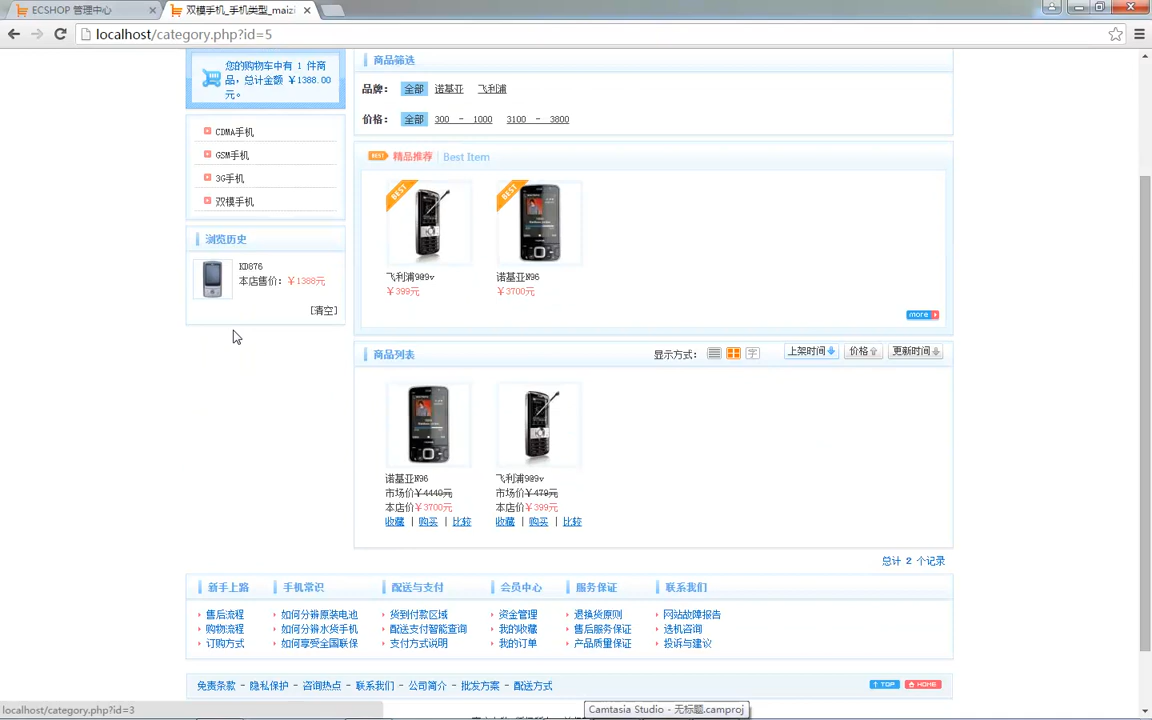 ECSHOP 管理中心
双模手机_手机类型_maizi
localhost/category.php?id=5
您的购物车中有 1 件商
品，总计金额 ￥1388.00
元。
CDMA手机
GSM手机
3G手机
双模手机
浏览历史
KD876
本店售价：￥1388元
[清空]
商品筛选
品牌： 全部 诺基亚 飞利浦
价格： 全部 300 - 1000 3100 - 3800
BEST 精品推荐 Best Item
BEST
BEST
飞利浦9@9v
￥399元
诺基亚N96
￥3700元
more
商品列表
显示方式： 字 上架时间 价格 更新时间
诺基亚N96
市场价￥4440元
本店价￥3700元
收藏 | 购买 | 比较
飞利浦9@9v
市场价￥479元
本店价￥399元
收藏 | 购买 | 比较
总计 2 个记录
新手上路 手机常识 配送与支付 会员中心 服务保证 联系我们
售后流程 如何分辨原装电池 货到付款区域 资金管理 退换货原则 网站故障报告
购物流程 如何分辨水货手机 配送支付智能查询 我的收藏 售后服务保证 选机咨询
订购方式 如何享受全国联保 支付方式说明 我的订单 产品质量保证 投诉与建议
免责条款 - 隐私保护 - 咨询热点 - 联系我们 - 公司简介 - 批发方案 - 配送方式
TOP HOME
localhost/category.php?id=3
Camtasia Studio - 无标题.camproj